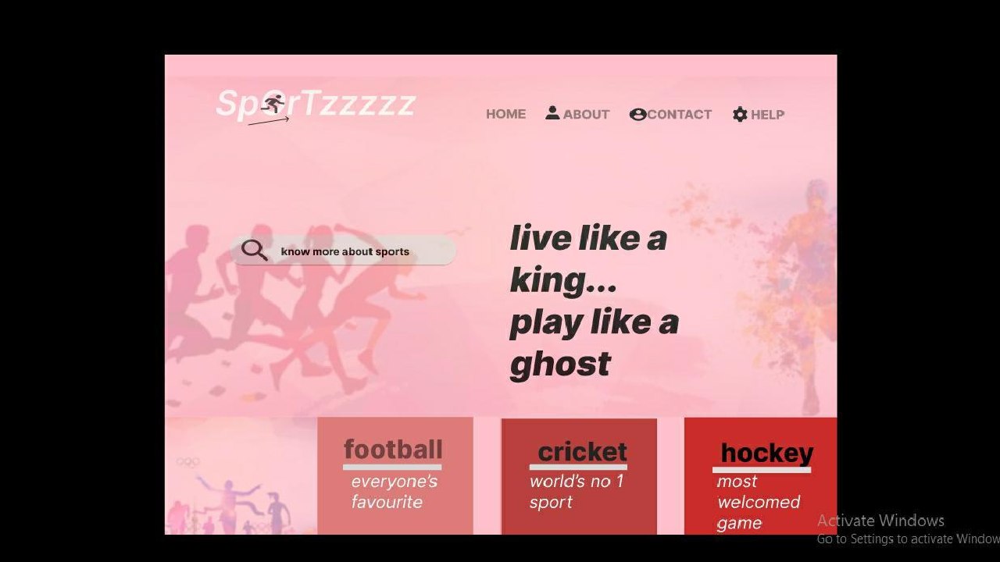 SpOrTzzzzz
HOME ABOUT CONTACT HELP
know more about sports
live like a
king...
play like a
ghost
football
everyone's
favourite
cricket
world's no 1
sport
hockey
most
welcomed
game
Activate Windows
Go to Settings to activate Window